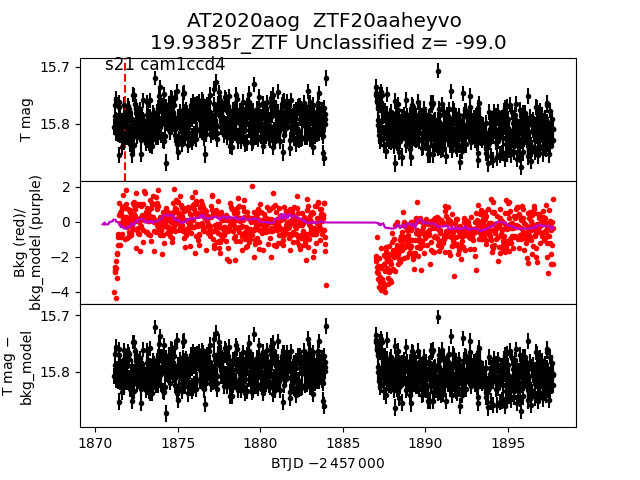 AT2020aog  ZTF20aaheyvo
19.9385r_ZTF Unclassified z= -99.0
s21 cam1ccd4
15.7
15.8
T mag
2
0
−2
−4
Bkg (red)/
bkg_model (purple)
15.7
15.8
T mag −
bkg_model
1870 1875 1880 1885 1890 1895
BTJD −2 457 000